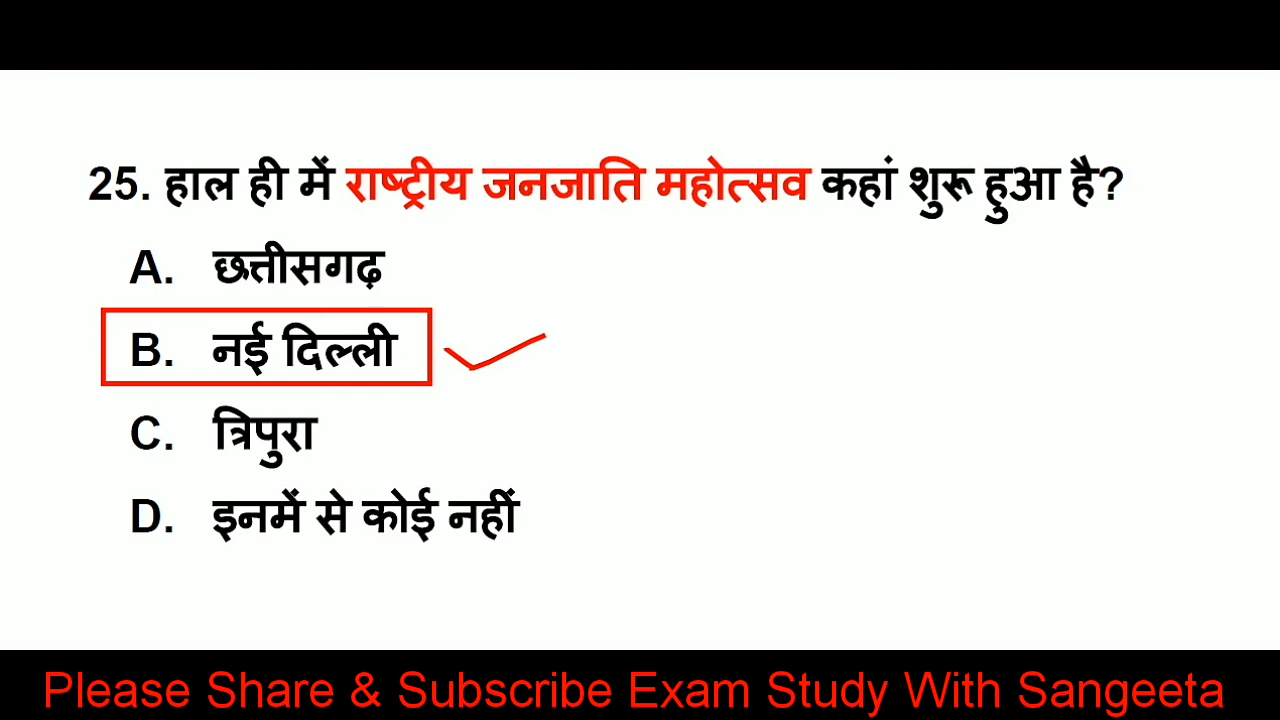 25. हाल ही में राष्ट्रीय जनजाति महोत्सव कहां शुरू हुआ है?
A. छत्तीसगढ़
B. नई दिल्ली
C. त्रिपुरा
D. इनमें से कोई नहीं
Please Share & Subscribe Exam Study With Sangeeta